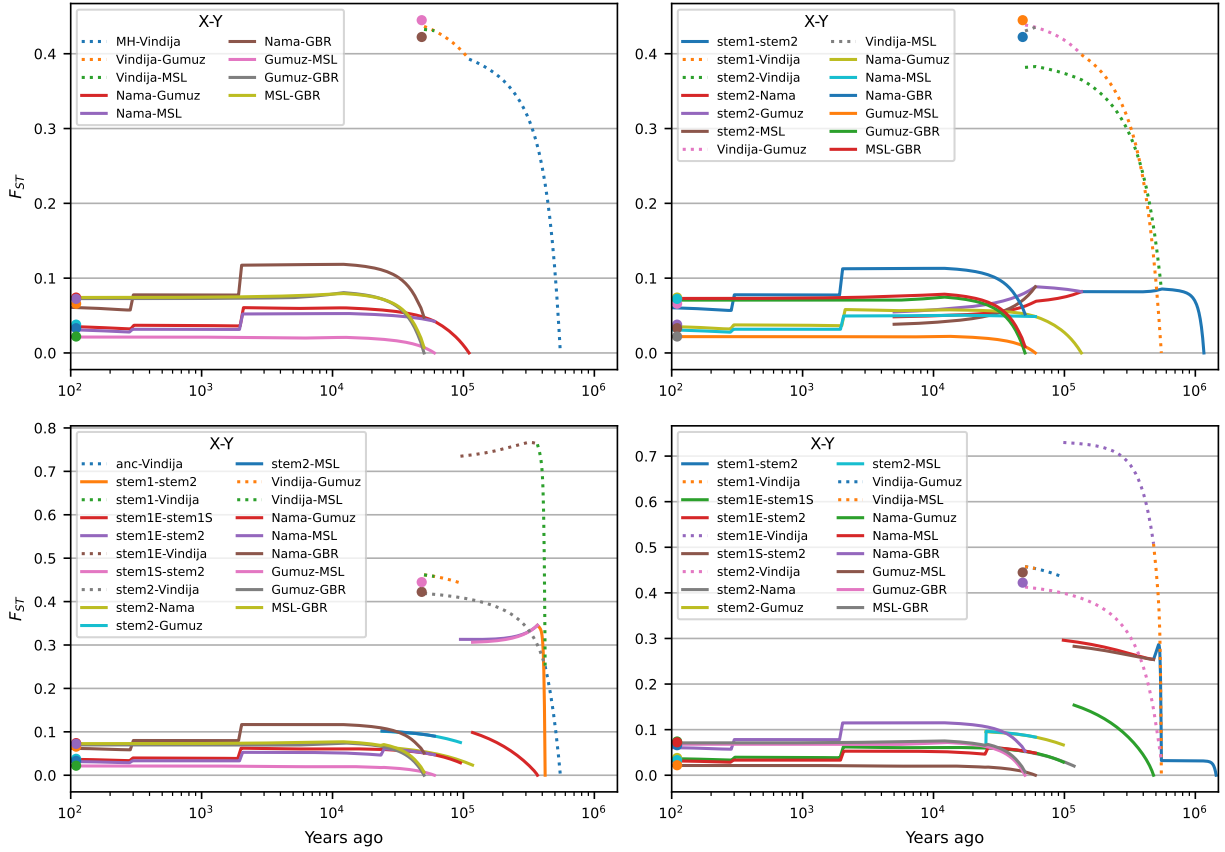 X-Y
MH-Vindija
Vindija-Gumuz
Vindija-MSL
Nama-Gumuz
Nama-MSL
Nama-GBR
Gumuz-MSL
Gumuz-GBR
MSL-GBR
0.4
0.3
0.2
0.1
0.0
F_ST
10^2 10^3 10^4 10^5 10^6
X-Y
stem1-stem2
stem1-Vindija
stem2-Vindija
stem2-Nama
stem2-Gumuz
stem2-MSL
Vindija-Gumuz
Vindija-MSL
Nama-Gumuz
Nama-MSL
Nama-GBR
Gumuz-MSL
Gumuz-GBR
MSL-GBR
0.4
0.3
0.2
0.1
0.0
10^2 10^3 10^4 10^5 10^6
X-Y
anc-Vindija
stem1-stem2
stem1-Vindija
stem1E-stem1S
stem1E-stem2
stem1E-Vindija
stem1S-stem2
stem2-Vindija
stem2-Nama
stem2-Gumuz
stem2-MSL
Vindija-Gumuz
Vindija-MSL
Nama-Gumuz
Nama-MSL
Nama-GBR
Gumuz-MSL
Gumuz-GBR
MSL-GBR
0.8
0.7
0.6
0.5
0.4
0.3
0.2
0.1
0.0
F_ST
10^2 10^3 10^4 10^5 10^6
Years ago
X-Y
stem1-stem2
stem1-Vindija
stem1E-stem1S
stem1E-stem2
stem1E-Vindija
stem1S-stem2
stem2-Vindija
stem2-Nama
stem2-Gumuz
stem2-MSL
Vindija-Gumuz
Vindija-MSL
Nama-Gumuz
Nama-MSL
Nama-GBR
Gumuz-MSL
Gumuz-GBR
MSL-GBR
0.7
0.6
0.5
0.4
0.3
0.2
0.1
0.0
10^2 10^3 10^4 10^5 10^6
Years ago